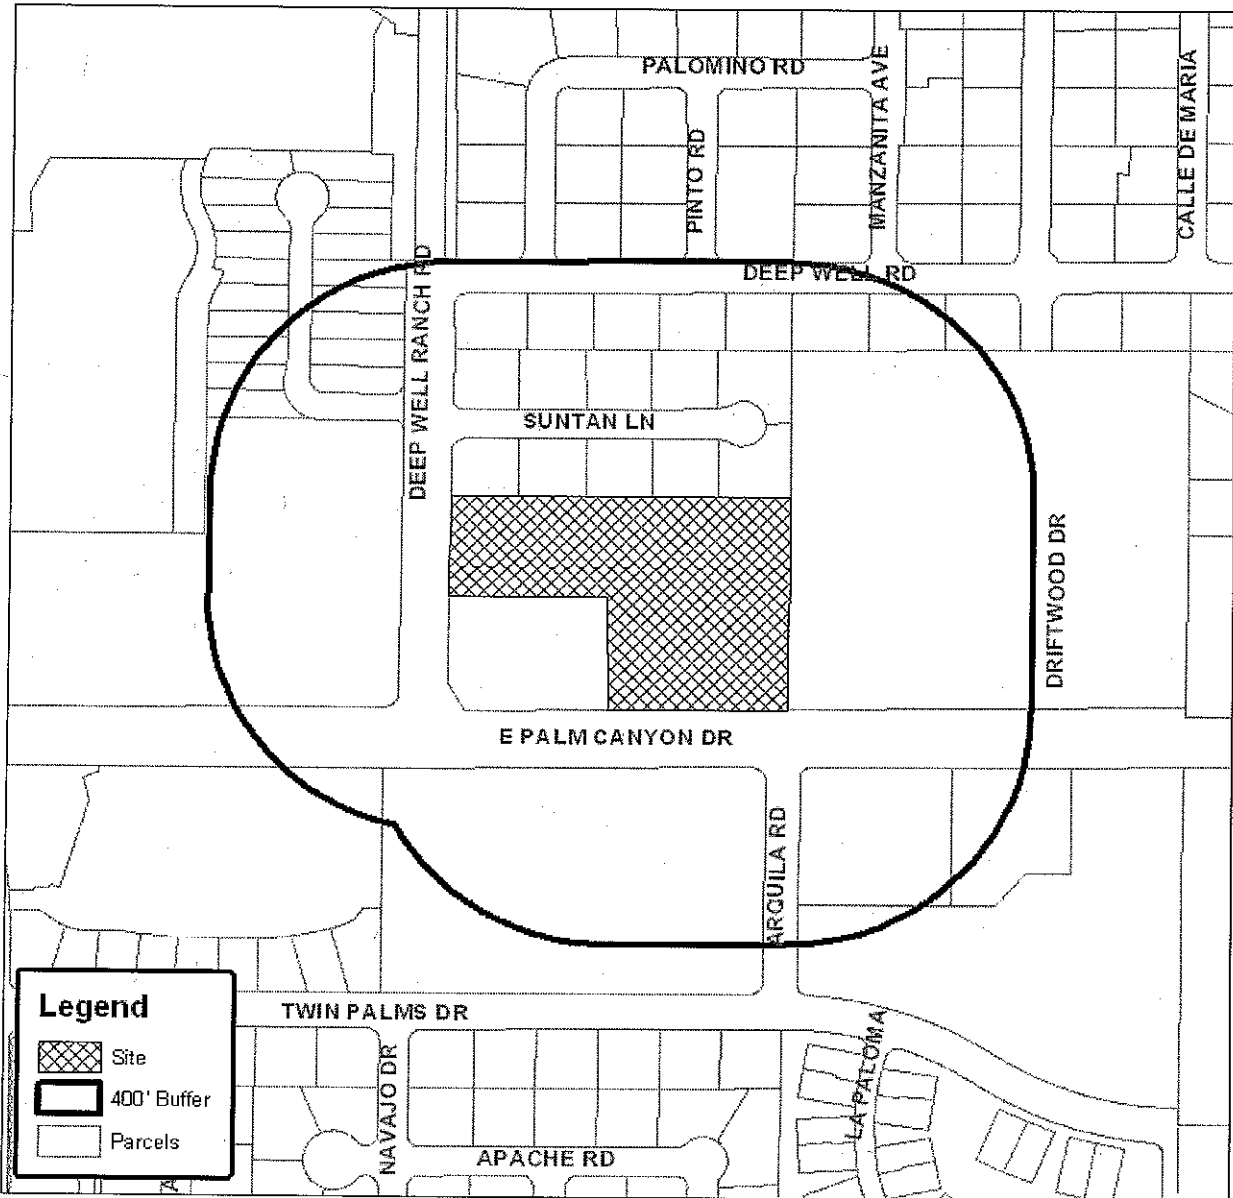 PALOMINO RD
MANZANITA AVE
CALLE DE MARIA
PINTO RD
DEEP WELL RD
DEEP WELL RANCH RD
SUNTAN LN
DRIFTWOOD DR
E PALM CANYON DR
ARQUILA RD
TWIN PALMS DR
LA PALOMA
NAVAJO DR
APACHE RD
Legend
Site
400' Buffer
Parcels
A